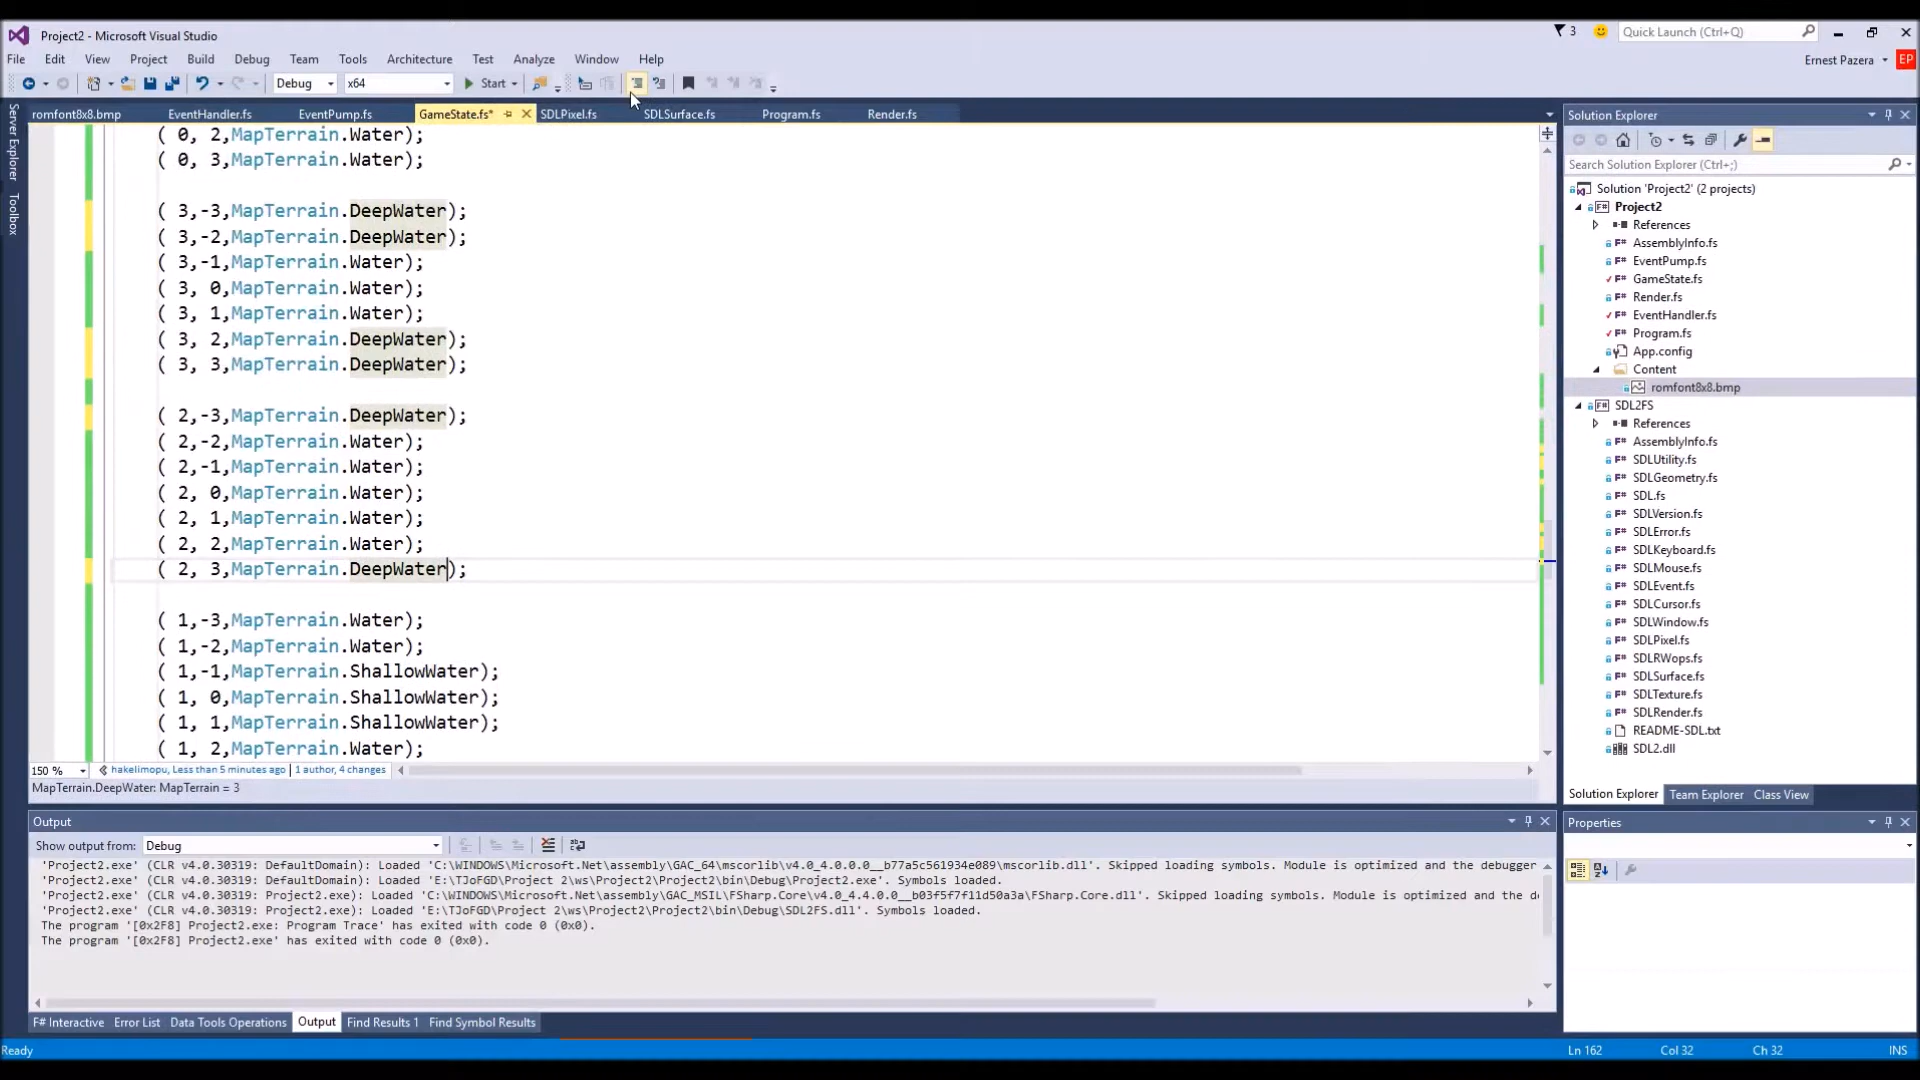 Project2 - Microsoft Visual Studio
3
Quick Launch (Ctrl+Q)
File Edit View Project Build Debug Team Tools Architecture Test Analyze Window Help
Ernest Pazera EP
Debug x64 Start
Server Explorer
Toolbox
romfont8x8.bmp EventHandler.fs EventPump.fs GameState.fs* SDLPixel.fs SDLSurface.fs Program.fs Render.fs
( 0, 2,MapTerrain.Water);
( 0, 3,MapTerrain.Water);
( 3,-3,MapTerrain.DeepWater);
( 3,-2,MapTerrain.DeepWater);
( 3,-1,MapTerrain.Water);
( 3, 0,MapTerrain.Water);
( 3, 1,MapTerrain.Water);
( 3, 2,MapTerrain.DeepWater);
( 3, 3,MapTerrain.DeepWater);
( 2,-3,MapTerrain.DeepWater);
( 2,-2,MapTerrain.Water);
( 2,-1,MapTerrain.Water);
( 2, 0,MapTerrain.Water);
( 2, 1,MapTerrain.Water);
( 2, 2,MapTerrain.Water);
( 2, 3,MapTerrain.DeepWater);
( 1,-3,MapTerrain.Water);
( 1,-2,MapTerrain.Water);
( 1,-1,MapTerrain.ShallowWater);
( 1, 0,MapTerrain.ShallowWater);
( 1, 1,MapTerrain.ShallowWater);
( 1, 2,MapTerrain.Water);
150 % hakelimopu, Less than 5 minutes ago | 1 author, 4 changes
MapTerrain.DeepWater: MapTerrain = 3
Output
Show output from: Debug
'Project2.exe' (CLR v4.0.30319: DefaultDomain): Loaded 'C:\WINDOWS\Microsoft.Net\assembly\GAC_64\mscorlib\v4.0_4.0.0.0__b77a5c561934e089\mscorlib.dll'. Skipped loading symbols. Module is optimized and the debugger
'Project2.exe' (CLR v4.0.30319: DefaultDomain): Loaded 'E:\TJoFGD\Project 2\ws\Project2\Project2\bin\Debug\Project2.exe'. Symbols loaded.
'Project2.exe' (CLR v4.0.30319: Project2.exe): Loaded 'C:\WINDOWS\Microsoft.Net\assembly\GAC_MSIL\FSharp.Core\v4.0_4.4.0.0__b03f5f7f11d50a3a\FSharp.Core.dll'. Skipped loading symbols. Module is optimized and the d
'Project2.exe' (CLR v4.0.30319: Project2.exe): Loaded 'E:\TJoFGD\Project 2\ws\Project2\Project2\bin\Debug\SDL2FS.dll'. Symbols loaded.
The program '[0x2F8] Project2.exe: Program Trace' has exited with code 0 (0x0).
The program '[0x2F8] Project2.exe' has exited with code 0 (0x0).
F# Interactive Error List Data Tools Operations Output Find Results 1 Find Symbol Results
Ready Ln 162 Col 32 Ch 32 INS
Solution Explorer
Search Solution Explorer (Ctrl+;)
Solution 'Project2' (2 projects)
Project2
References
AssemblyInfo.fs
EventPump.fs
GameState.fs
Render.fs
EventHandler.fs
Program.fs
App.config
Content
romfont8x8.bmp
SDL2FS
References
AssemblyInfo.fs
SDLUtility.fs
SDLGeometry.fs
SDL.fs
SDLVersion.fs
SDLError.fs
SDLKeyboard.fs
SDLMouse.fs
SDLEvent.fs
SDLCursor.fs
SDLWindow.fs
SDLPixel.fs
SDLRWops.fs
SDLSurface.fs
SDLTexture.fs
SDLRender.fs
README-SDL.txt
SDL2.dll
Solution Explorer Team Explorer Class View
Properties